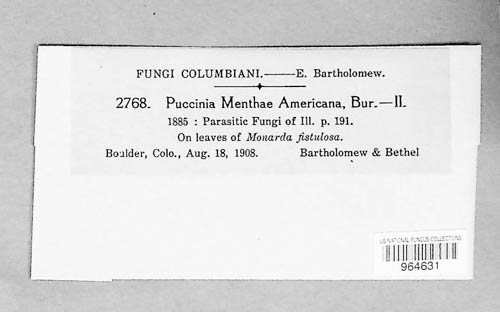 FUNGI COLUMBIANI.——E. Bartholomew.
2768. Puccinia Menthae Americana, Bur.—II.
1885 : Parasitic Fungi of Ill. p. 191.
On leaves of Monarda fistulosa.
Boulder, Colo., Aug. 18, 1908. Bartholomew & Bethel
US NATIONAL FUNGUS COLLECTIONS
964631